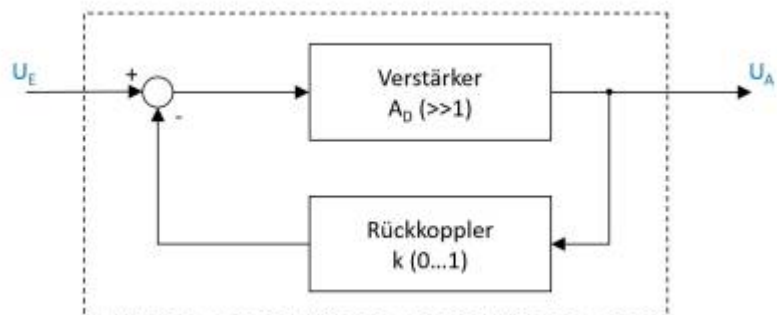 U_E
+
-
Verstärker
A_D (>>1)
U_A
Rückkoppler
k (0...1)